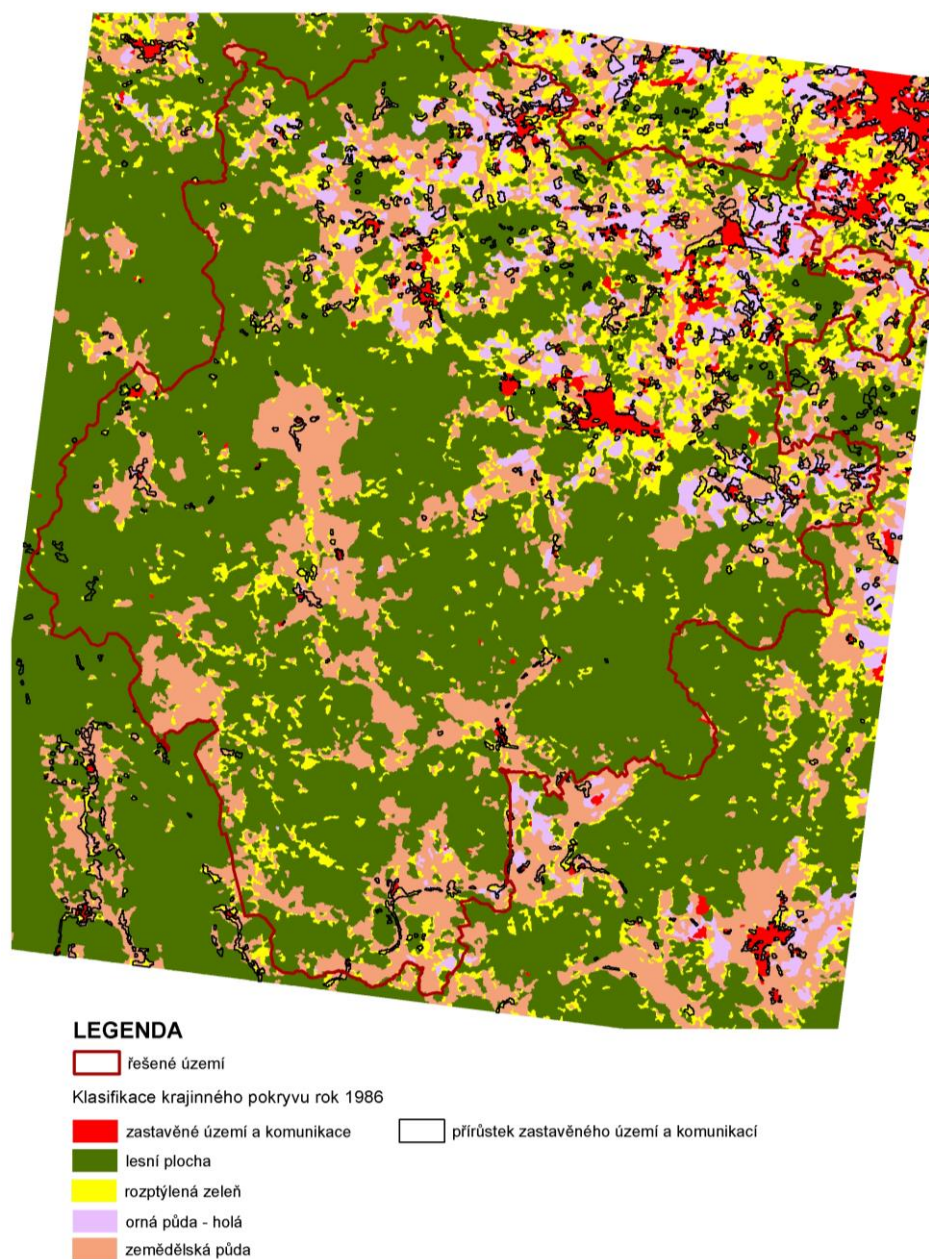 LEGENDA
řešené území
Klasifikace krajinného pokryvu rok 1986
zastavěné území a komunikace
přírůstek zastavěného území a komunikací
lesní plocha
rozptýlená zeleň
orná půda - holá
zemědělská půda